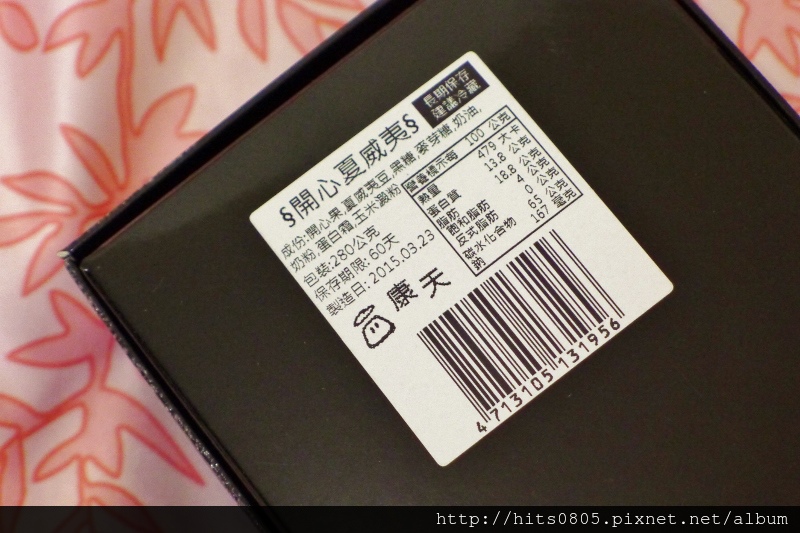 §開心夏威夷§
長期保存
建議冷藏
成份:開心果,夏威夷豆,黑糖,麥芽糖,奶油,
奶粉,蛋白霜,玉米澱粉
包裝:280公克
保存期限:60天
製造日:2015.03.23
營養標示每 100 公克
熱量 479 大卡
蛋白質 13.8 公克
脂肪 18.8 公克
飽和脂肪 4 公克
反式脂肪 0 公克
碳水化合物 65 公克
鈉 167 毫克
康天
4 713105 131956
http://hits0805.pixnet.net/album